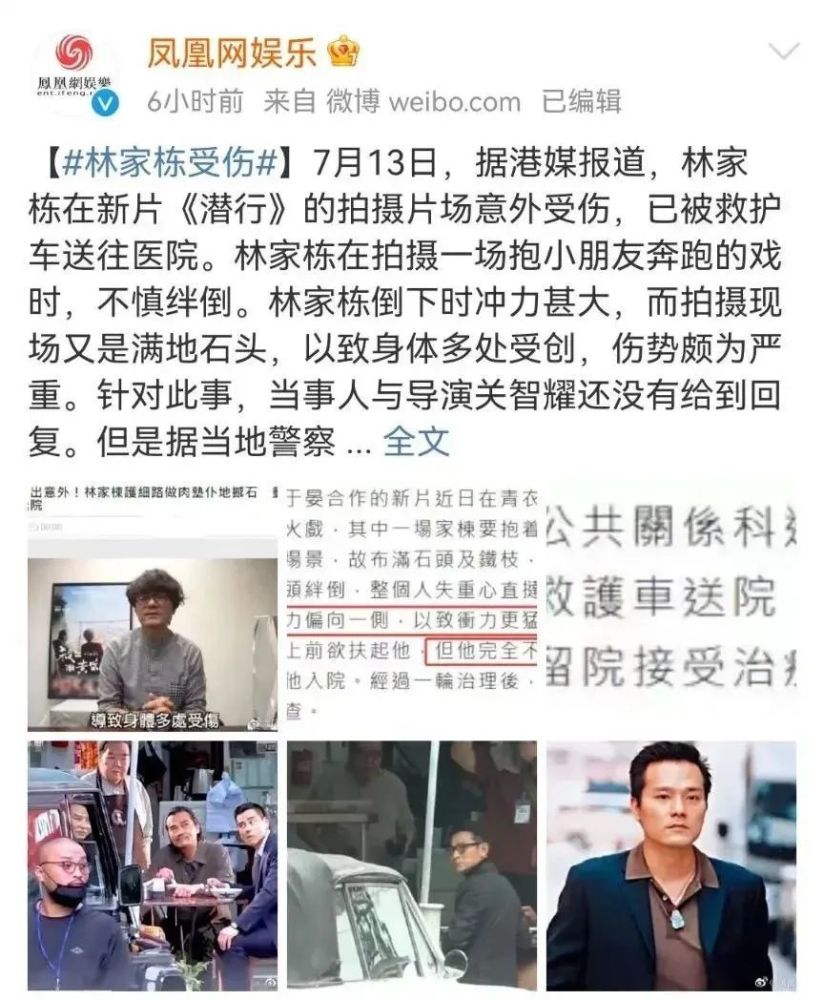 鳳凰網娛樂
ent.ifeng.
凤凰网娱乐
6小时前 来自 微博 weibo.com 已编辑
【#林家栋受伤#】7月13日，据港媒报道，林家
栋在新片《潜行》的拍摄片场意外受伤，已被救护
车送往医院。林家栋在拍摄一场抱小朋友奔跑的戏
时，不慎绊倒。林家栋倒下时冲力甚大，而拍摄现
场又是满地石头，以致身体多处受创，伤势颇为严
重。针对此事，当事人与导演关智耀还没有给到回
复。但是据当地警察 ... 全文
出意外！林家棟護細路做肉墊仆地撼石
院
導致身體多處受傷
于晏合作的新片近日在青衣
火戲，其中一場家棟要抱着
場景，故布滿石頭及鐵枝，
頭絆倒，整個人失重心直挺
力偏向一側，以致衝力更猛
上前欲扶起他，但他完全不
他入院。經過一輪治理後，
查。
公共關係科
救護車送院
留院接受治